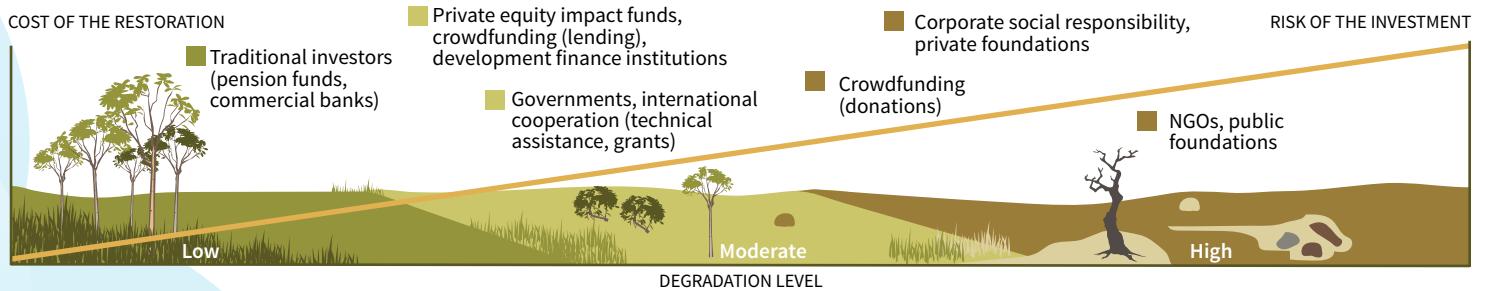 COST OF THE RESTORATION
Traditional investors
(pension funds,
commercial banks)
Private equity impact funds,
crowdfunding (lending),
development finance institutions
Governments, international
cooperation (technical
assistance, grants)
Corporate social responsibility,
private foundations
Crowdfunding
(donations)
RISK OF THE INVESTMENT
NGOs, public
foundations
Low
Moderate
High
DEGRADATION LEVEL